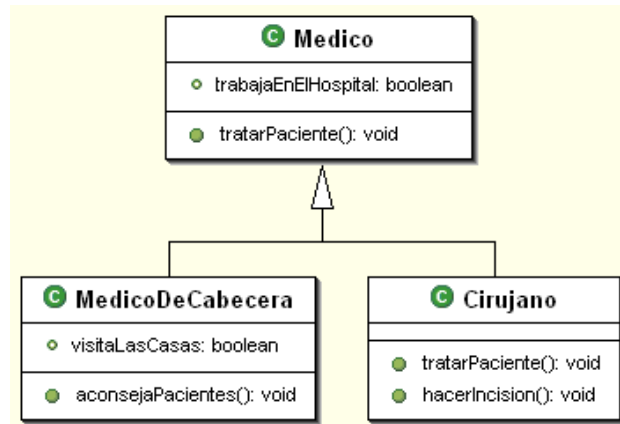 C Medico
trabajaEnElHospital: boolean
tratarPaciente(): void
C MedicoDeCabecera
visitaLasCasas: boolean
aconsejaPacientes(): void
C Cirujano
tratarPaciente(): void
hacerIncision(): void